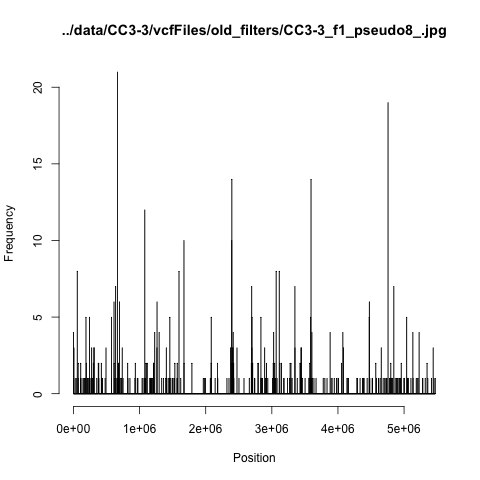 ../data/CC3-3/vcfFiles/old_filters/CC3-3_f1_pseudo8_.jpg
Frequency
20
15
10
5
0
0e+00 1e+06 2e+06 3e+06 4e+06 5e+06
Position